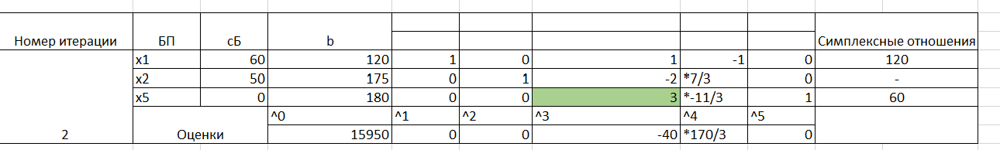 Номер итерации БП сБ b Симплексные отношения
x1 60 120 1 0 1 -1 0 120
x2 50 175 0 1 -2 *7/3 0 -
x5 0 180 0 0 3 *-11/3 1 60
^0 ^1 ^2 ^3 ^4 ^5
2 Оценки 15950 0 0 -40 *170/3 0